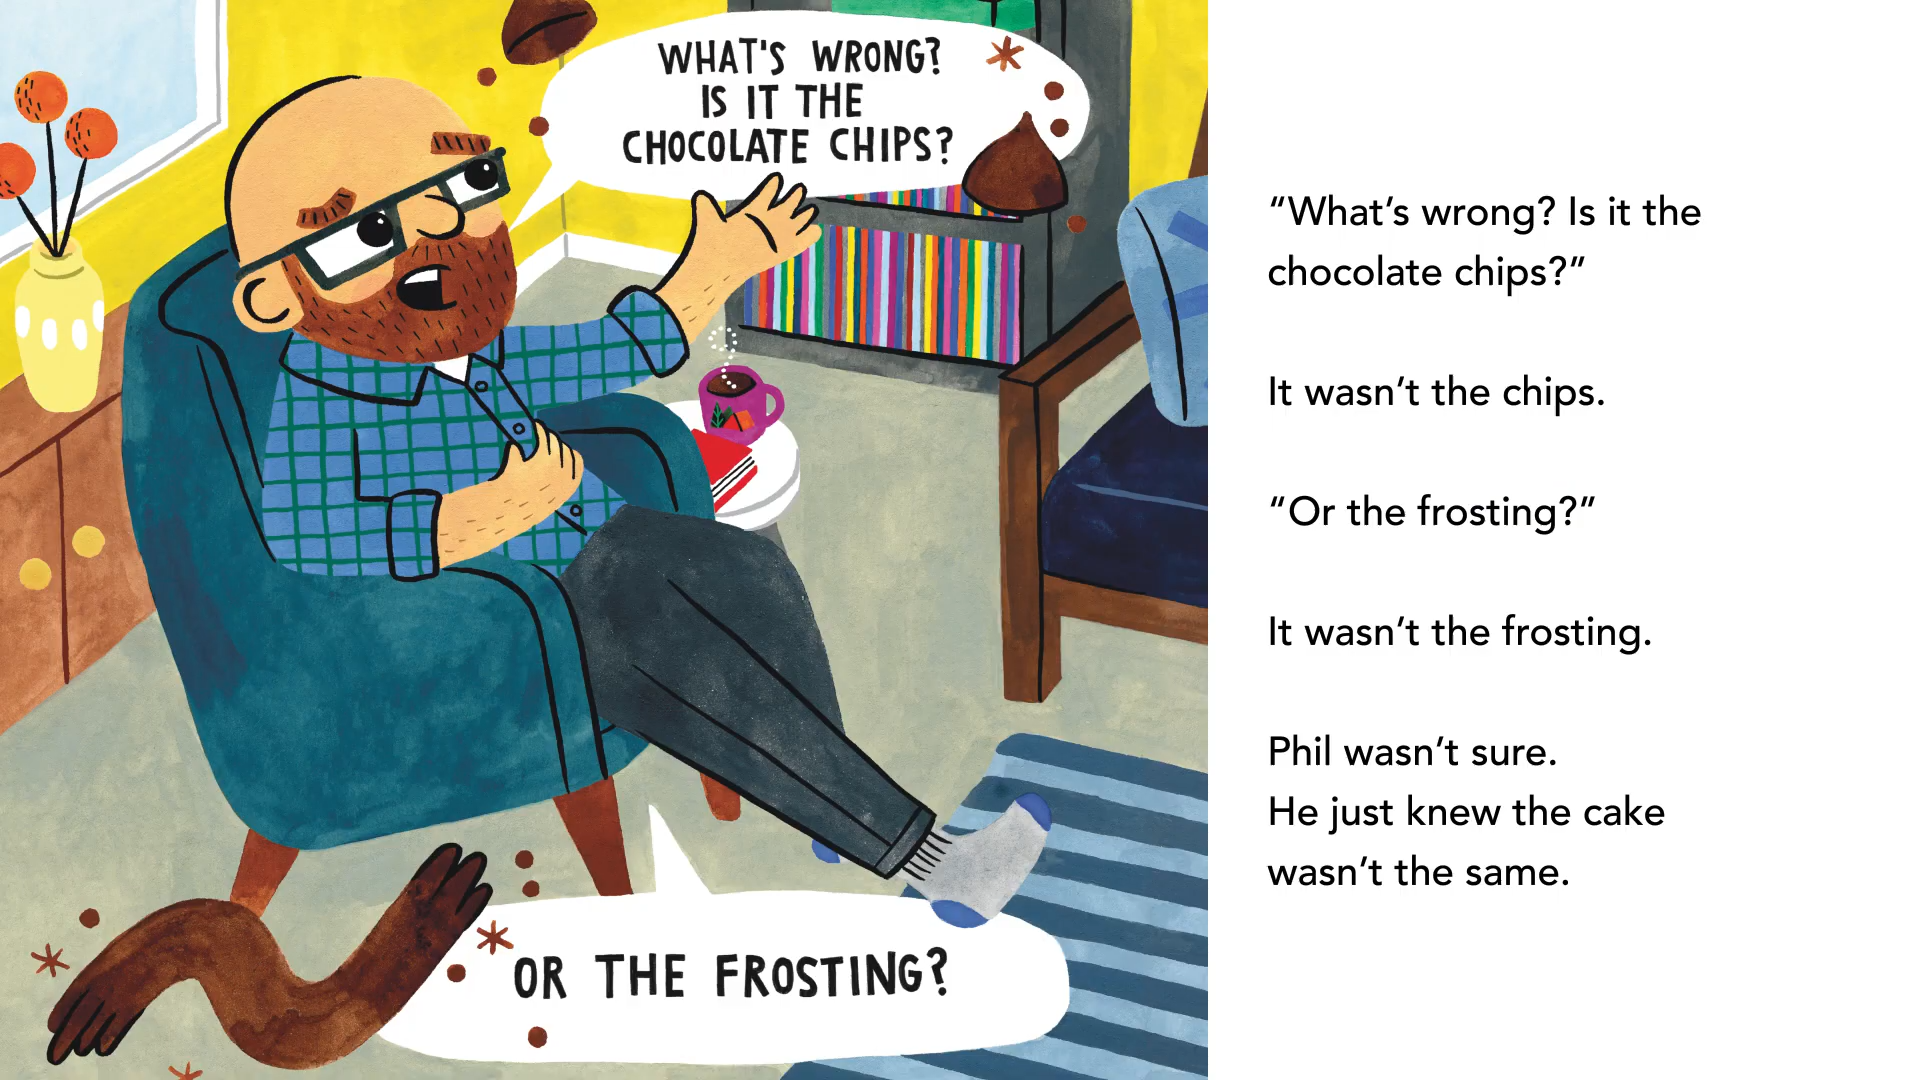 WHAT'S WRONG?
IS IT THE
CHOCOLATE CHIPS?
OR THE FROSTING?
“What’s wrong? Is it the
chocolate chips?”
It wasn’t the chips.
“Or the frosting?”
It wasn’t the frosting.
Phil wasn’t sure.
He just knew the cake
wasn’t the same.